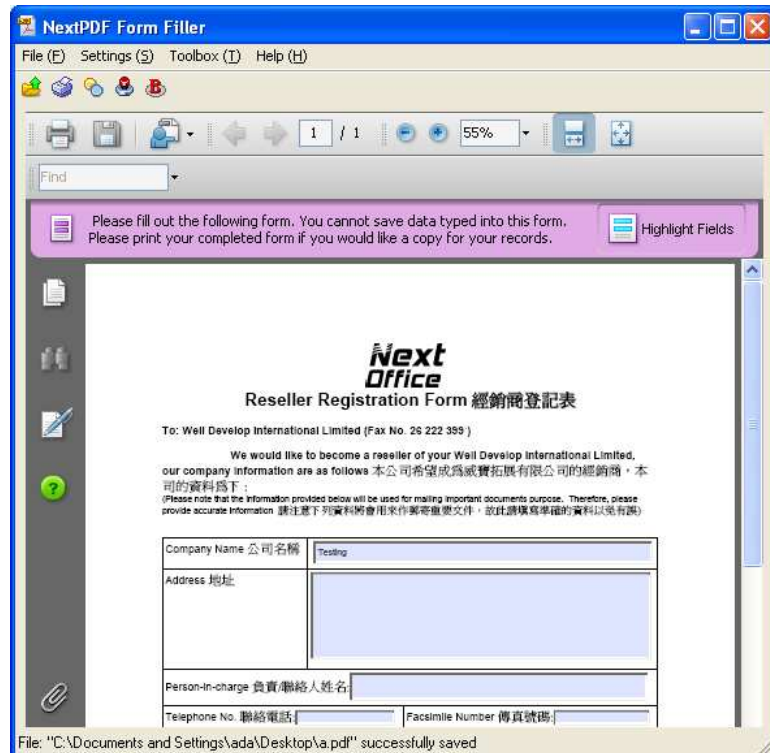 NextPDF Form Filler
File (F) Settings (S) Toolbox (T) Help (H)
1 / 1 55%
Find
Please fill out the following form. You cannot save data typed into this form.
Please print your completed form if you would like a copy for your records.
Highlight Fields
Next
Office
Reseller Registration Form 經銷商登記表
To: Well Develop International Limited (Fax No. 26 222 399 )
We would like to become a reseller of your Well Develop International Limited,
our company information are as follows 本公司希望成爲威寶拓展有限公司的經銷商，本
司的資料爲下：
(Please note that the information provided below will be used for mailing important documents purpose. Therefore, please
provide accurate information 請注意下列資料將會用來作郵寄重要文件，故此請填寫準確的資料以免有誤)
Company Name 公司名稱 Testing
Address 地址
Person-in-charge 負責/聯絡人姓名:
Telephone No. 聯絡電話: Facsimile Number 傳真號碼:
File: "C:\Documents and Settings\ada\Desktop\a.pdf" successfully saved